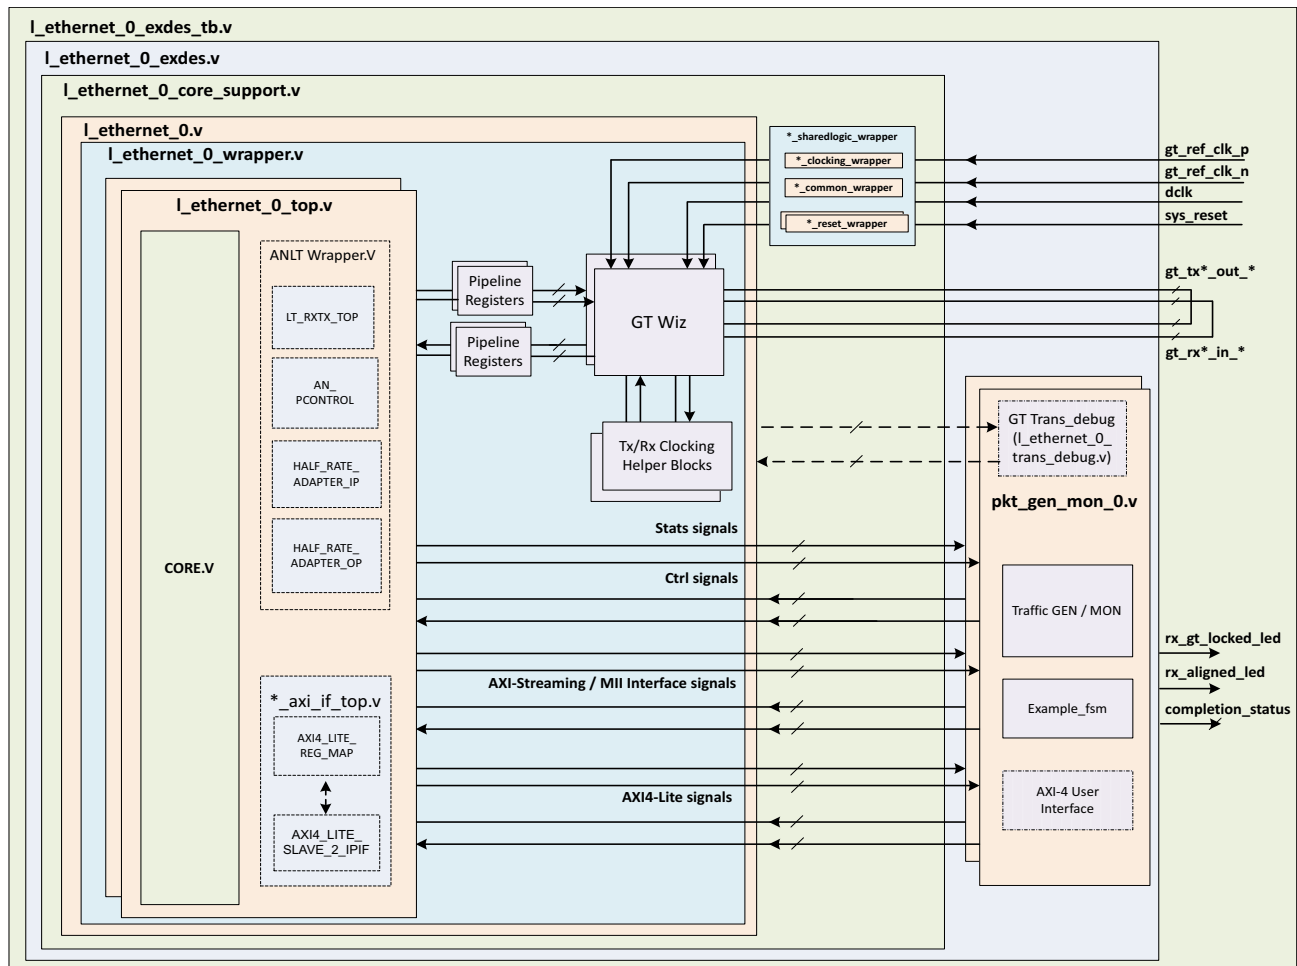 l_ethernet_0_exdes_tb.v
l_ethernet_0_exdes.v
l_ethernet_0_core_support.v
l_ethernet_0.v
l_ethernet_0_wrapper.v
l_ethernet_0_top.v
CORE.V
ANLT Wrapper.V
LT_RXTX_TOP
AN_
PCONTROL
HALF_RATE_
ADAPTER_IP
HALF_RATE_
ADAPTER_OP
*_axi_if_top.v
AXI4_LITE_
REG_MAP
AXI4_LITE_
SLAVE_2_IPIF
Pipeline
Registers
Pipeline
Registers
GT Wiz
Tx/Rx Clocking
Helper Blocks
*_sharedlogic_wrapper
*_clocking_wrapper
*_common_wrapper
*_reset_wrapper
gt_ref_clk_p
gt_ref_clk_n
dclk
sys_reset
gt_tx*_out_*
gt_rx*_in_*
Stats signals
Ctrl signals
AXI-Streaming / MII Interface signals
AXI4-Lite signals
GT Trans_debug
(l_ethernet_0_
trans_debug.v)
pkt_gen_mon_0.v
Traffic GEN / MON
Example_fsm
AXI-4 User
Interface
rx_gt_locked_led
rx_aligned_led
completion_status